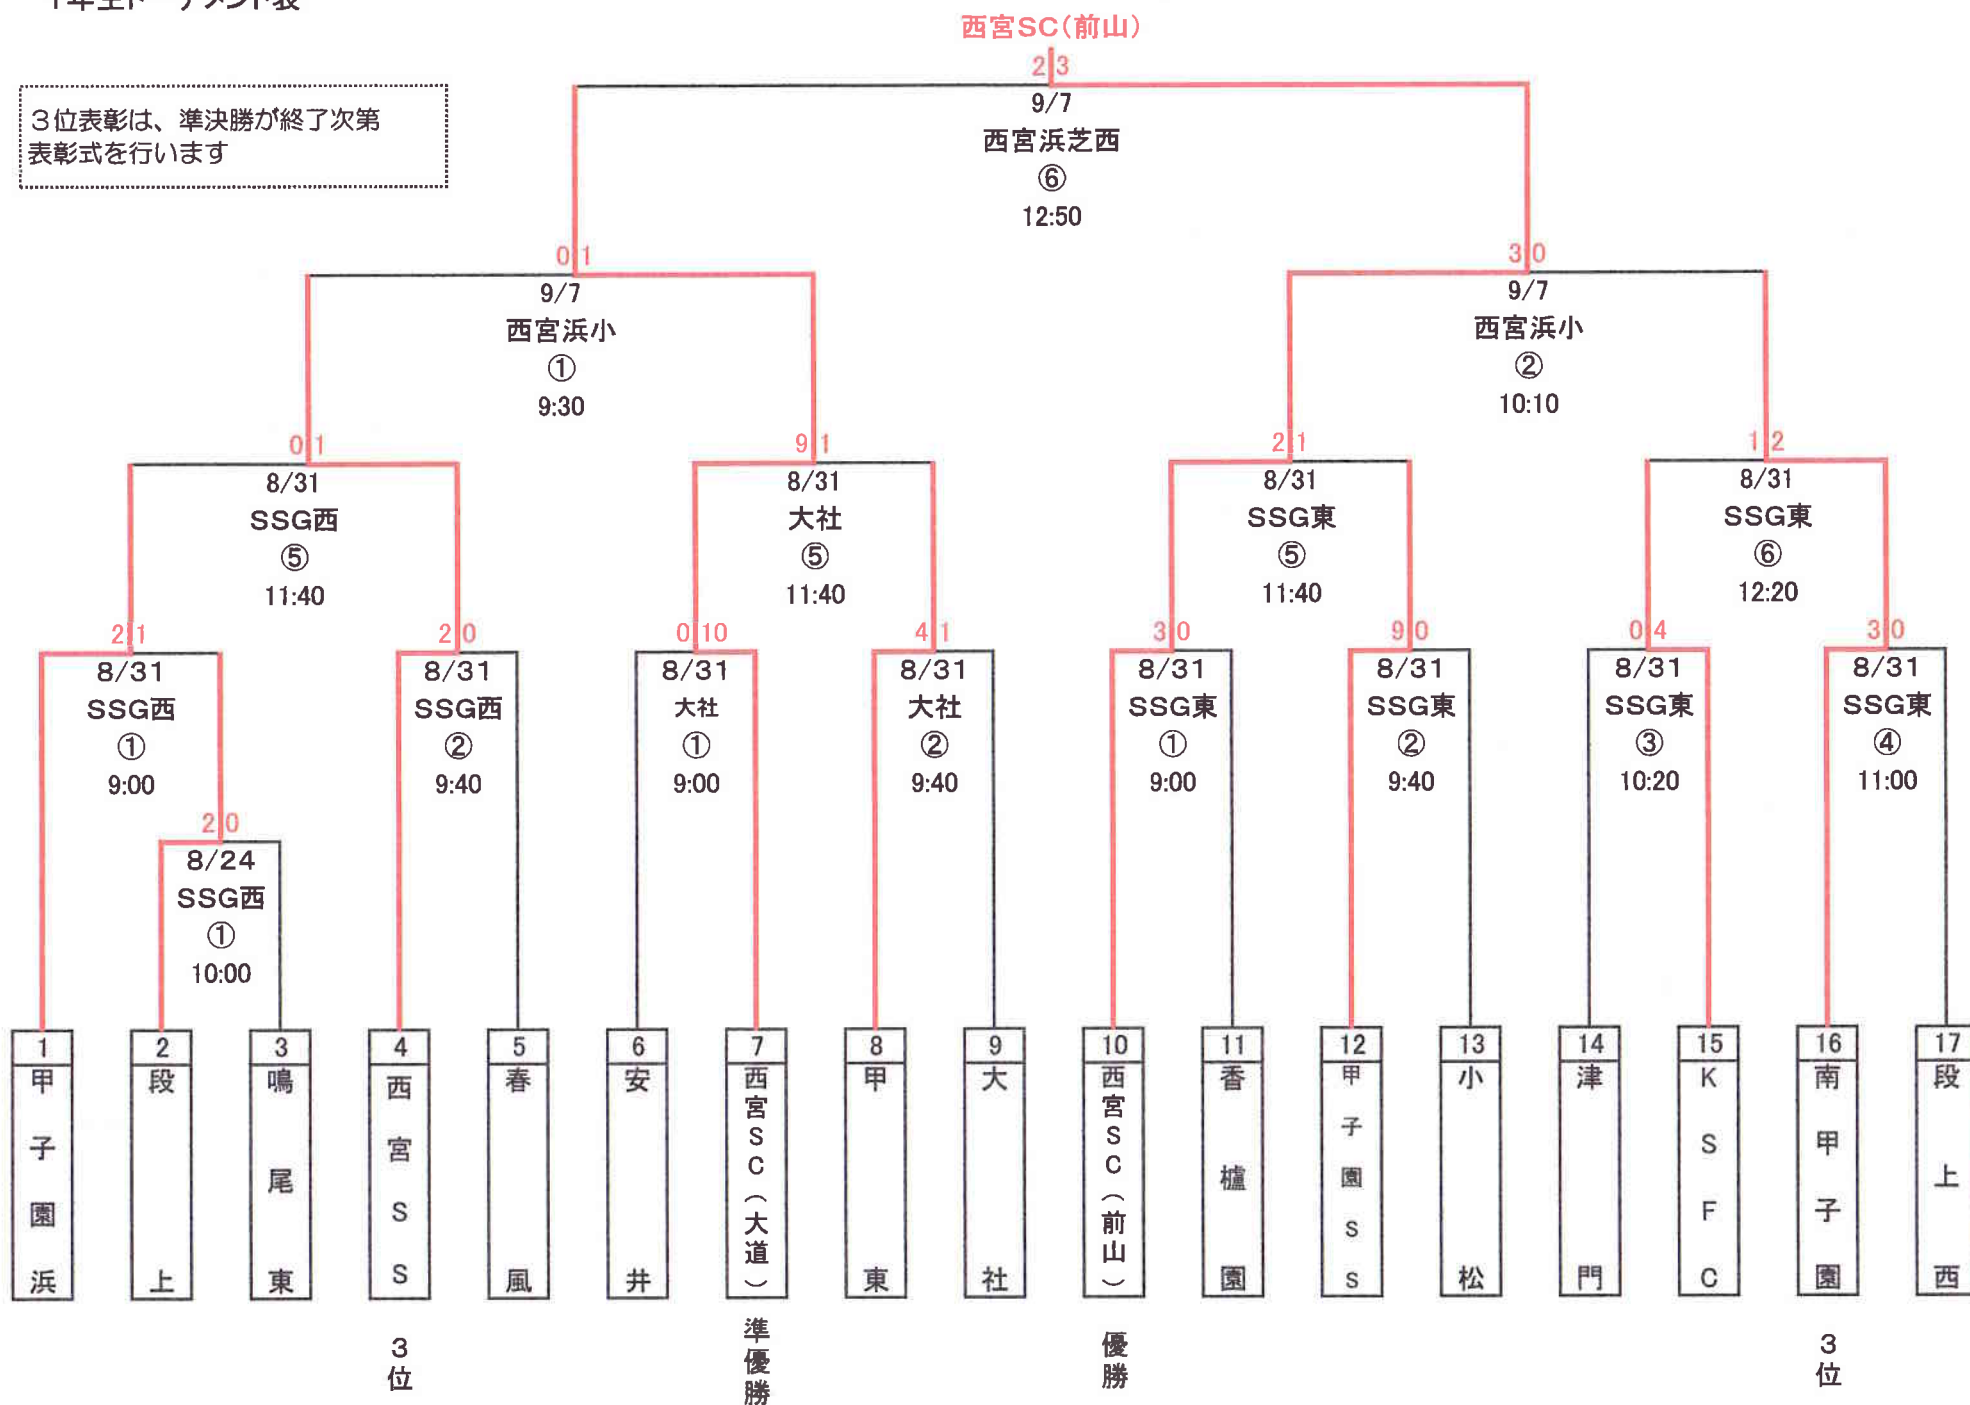 1年生トーナメント表
西宮SC(前山)
2 3
9/7
西宮浜芝西
⑥
12:50
3位表彰は、準決勝が終了次第
表彰式を行います
0 1
9/7
西宮浜小
①
9:30
3 0
9/7
西宮浜小
②
10:10
0 1
8/31
SSG西
⑤
11:40
9 1
8/31
大社
⑤
11:40
2 1
8/31
SSG東
⑤
11:40
1 2
8/31
SSG東
⑥
12:20
2 1
8/31
SSG西
①
9:00
2 0
8/31
SSG西
②
9:40
0 10
8/31
大社
①
9:00
4 1
8/31
大社
②
9:40
3 0
8/31
SSG東
①
9:00
9 0
8/31
SSG東
②
9:40
0 4
8/31
SSG東
③
10:20
3 0
8/31
SSG東
④
11:00
2 0
8/24
SSG西
①
10:00
1
甲子園浜
2
段上
3
鳴尾東
4
西宮SS
5
春風
6
安井
7
西宮SC(大道)
8
甲東
9
大社
10
西宮SC(前山)
11
香櫨園
12
甲子園SS
13
小松
14
津門
15
KSFC
16
南甲子園
17
段上西
3位
準優勝
優勝
3位